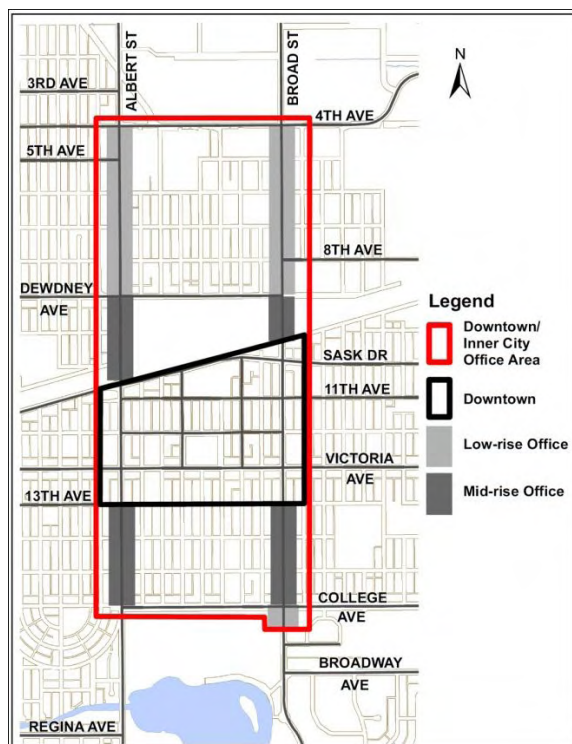 ALBERT ST
BROAD ST
N
3RD AVE
4TH AVE
5TH AVE
8TH AVE
DEWDNEY
AVE
SASK DR
11TH AVE
VICTORIA
AVE
13TH AVE
COLLEGE
AVE
BROADWAY
AVE
REGINA AVE
Legend
Downtown/
Inner City
Office Area
Downtown
Low-rise Office
Mid-rise Office